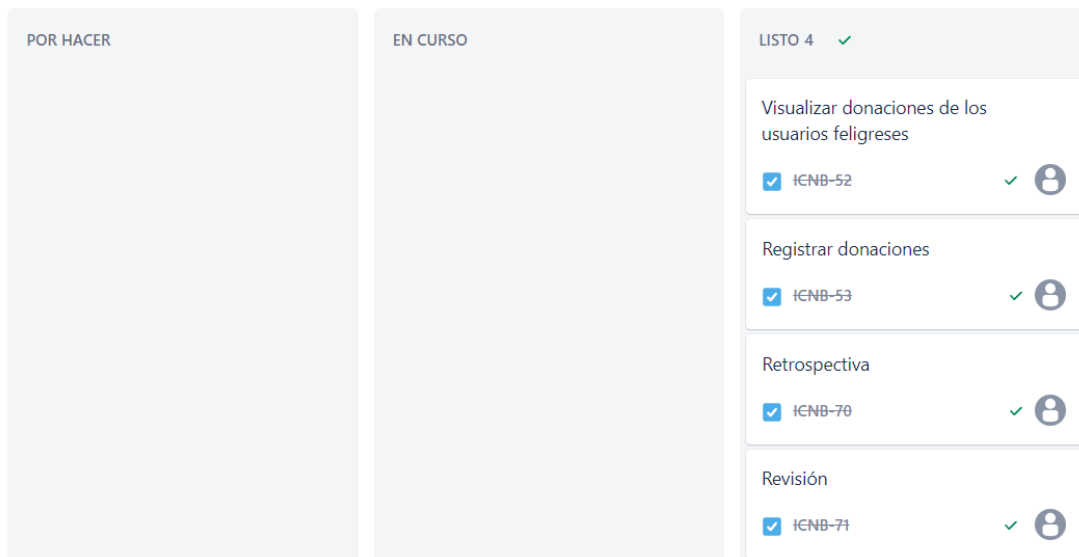 POR HACER
EN CURSO
LISTO 4
Visualizar donaciones de los
usuarios feligreses
ICNB-52
Registrar donaciones
ICNB-53
Retrospectiva
ICNB-70
Revisión
ICNB-71